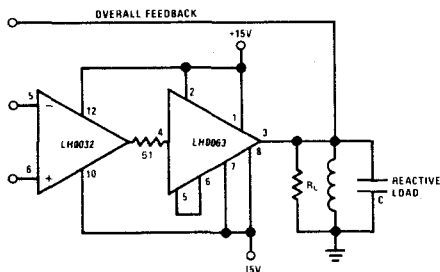 OVERALL FEEDBACK
+15V
5
−
12
LH0032
6
+
10
51
4
2
LH0063
1
3
8
7
6
5
R_L
C
REACTIVE
LOAD
15V